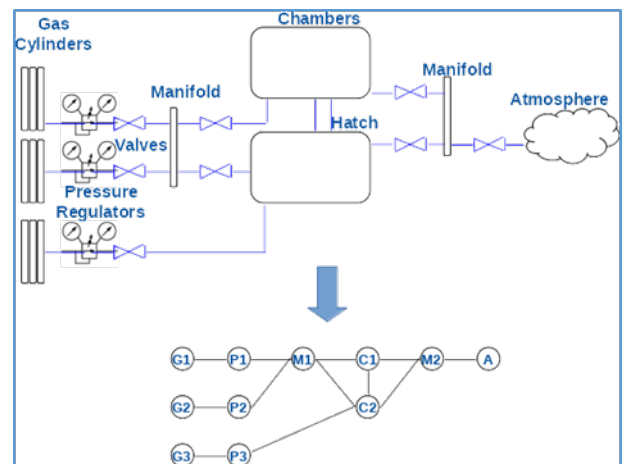 Gas
Cylinders
Chambers
Manifold
Manifold
Atmosphere
Hatch
Valves
Pressure
Regulators
G1 P1 M1 C1 M2 A
G2 P2 C2
G3 P3